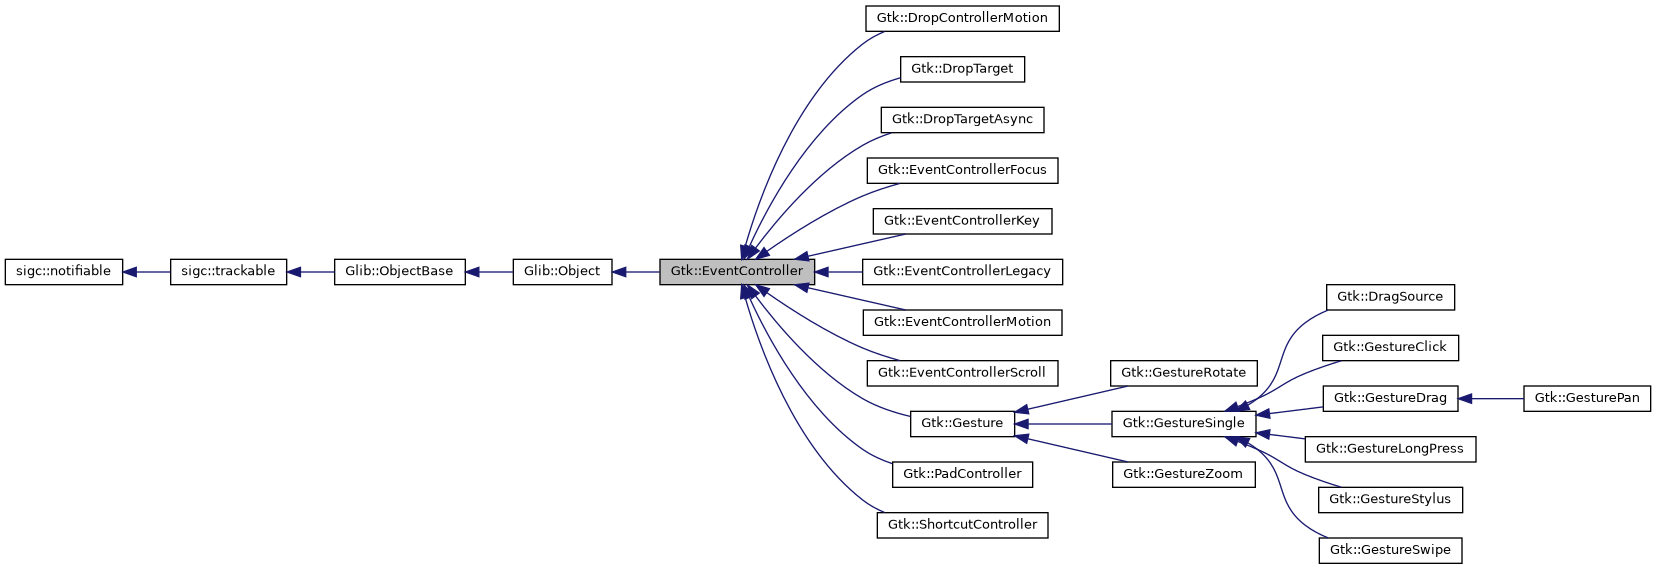 Gtk::DropControllerMotion
Gtk::DropTarget
Gtk::DropTargetAsync
Gtk::EventControllerFocus
Gtk::EventControllerKey
sigc::notifiable
sigc::trackable
Glib::ObjectBase
Glib::Object
Gtk::EventController
Gtk::EventControllerLegacy
Gtk::DragSource
Gtk::EventControllerMotion
Gtk::GestureClick
Gtk::EventControllerScroll
Gtk::GestureRotate
Gtk::GestureDrag
Gtk::GesturePan
Gtk::Gesture
Gtk::GestureSingle
Gtk::GestureLongPress
Gtk::PadController
Gtk::GestureZoom
Gtk::GestureStylus
Gtk::ShortcutController
Gtk::GestureSwipe